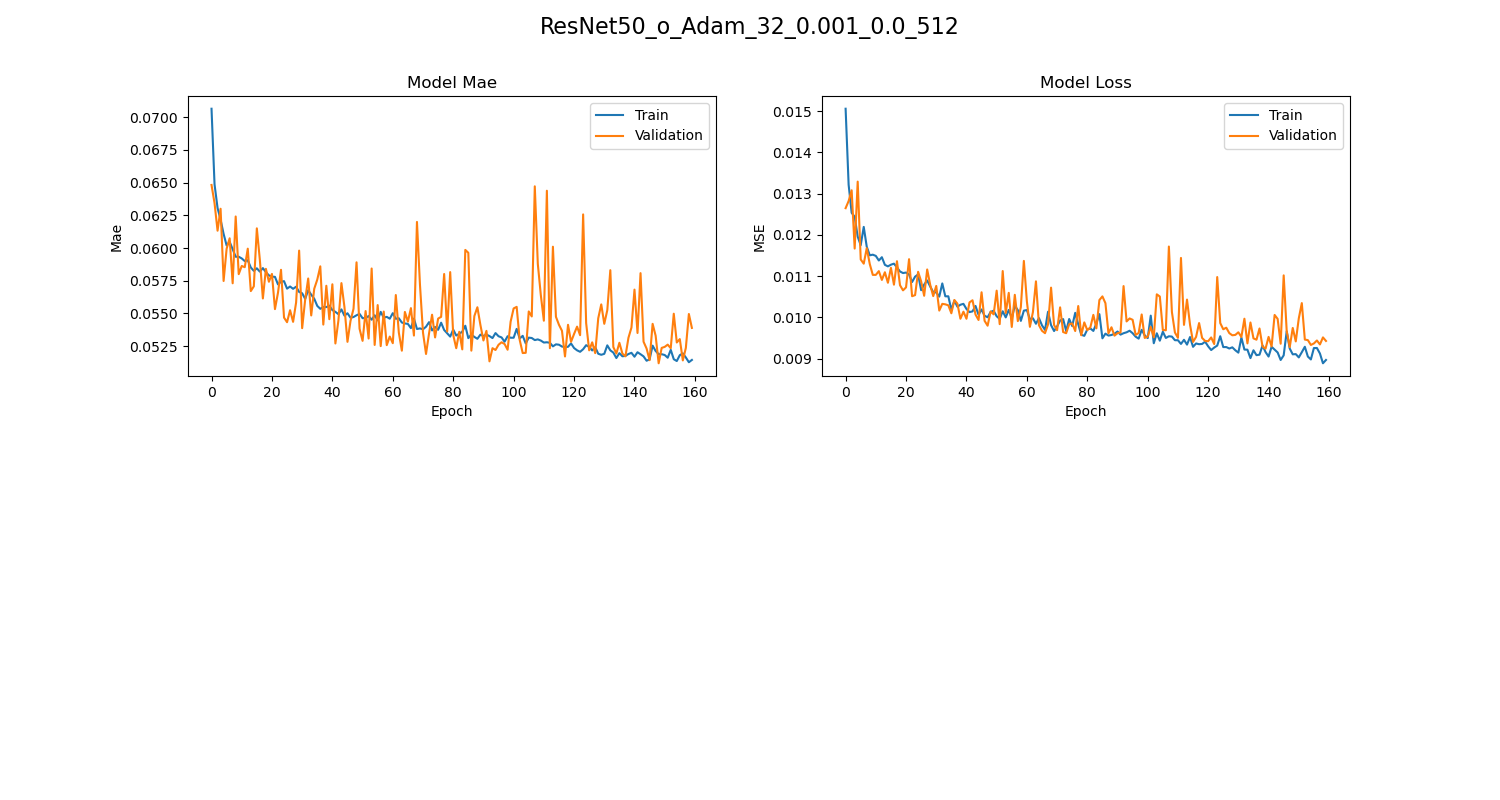 ResNet50_o_Adam_32_0.001_0.0_512
Model Mae
Train
Validation
0.0700
0.0675
0.0650
0.0625
0.0600
0.0575
0.0550
0.0525
Mae
0 20 40 60 80 100 120 140 160
Epoch
Model Loss
Train
Validation
0.015
0.014
0.013
0.012
0.011
0.010
0.009
MSE
0 20 40 60 80 100 120 140 160
Epoch